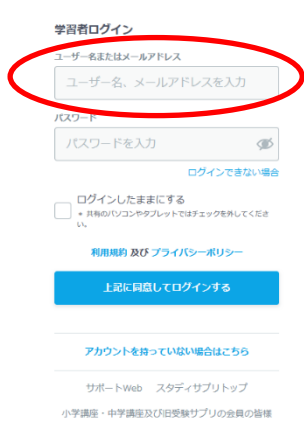 学習者ログイン
ユーザー名またはメールアドレス
ユーザー名、メールアドレスを入力
パスワード
パスワードを入力
ログインできない場合
ログインしたままにする
* 共有のパソコンやタブレットではチェックを外してくださ
い。
利用規約 及び プライバシーポリシー
上記に同意してログインする
アカウントを持っていない場合はこちら
サポートWeb スタディサプリトップ
小学講座・中学講座及び旧受験サプリの会員の皆様